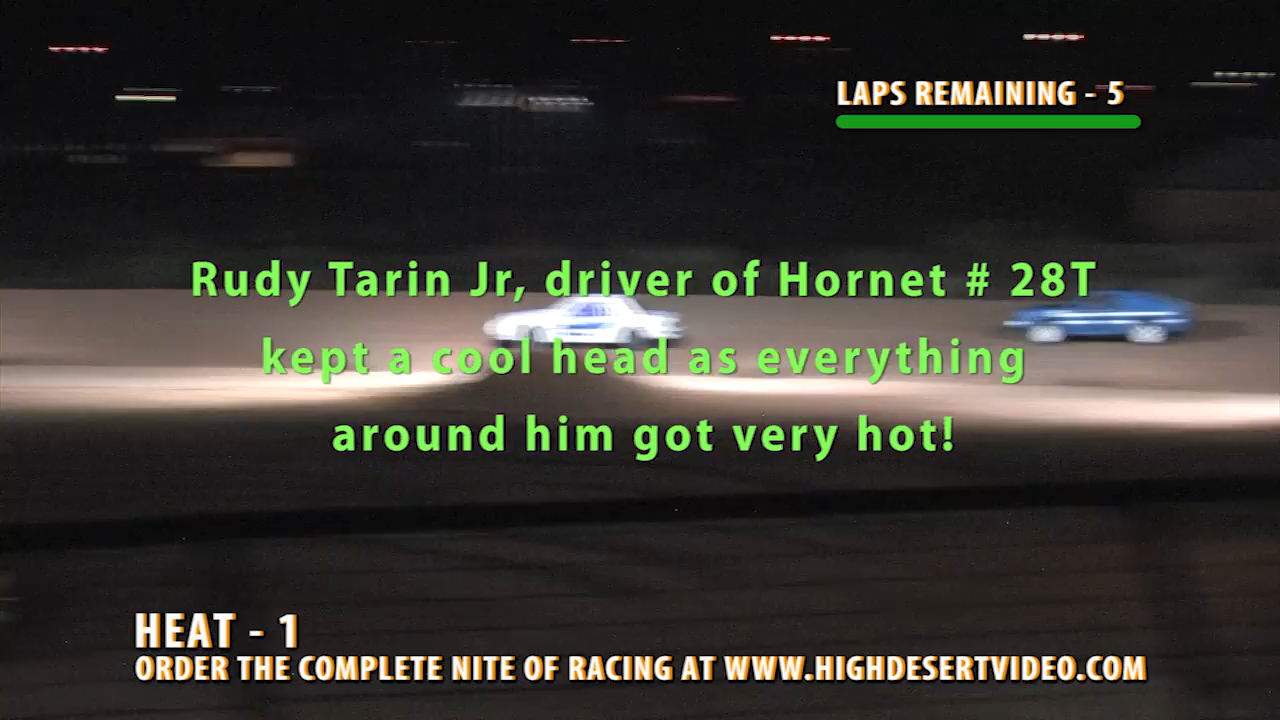 LAPS REMAINING - 5
Rudy Tarin Jr, driver of Hornet # 28T
kept a cool head as everything
around him got very hot!
HEAT - 1
ORDER THE COMPLETE NITE OF RACING AT WWW.HIGHDESERTVIDEO.COM